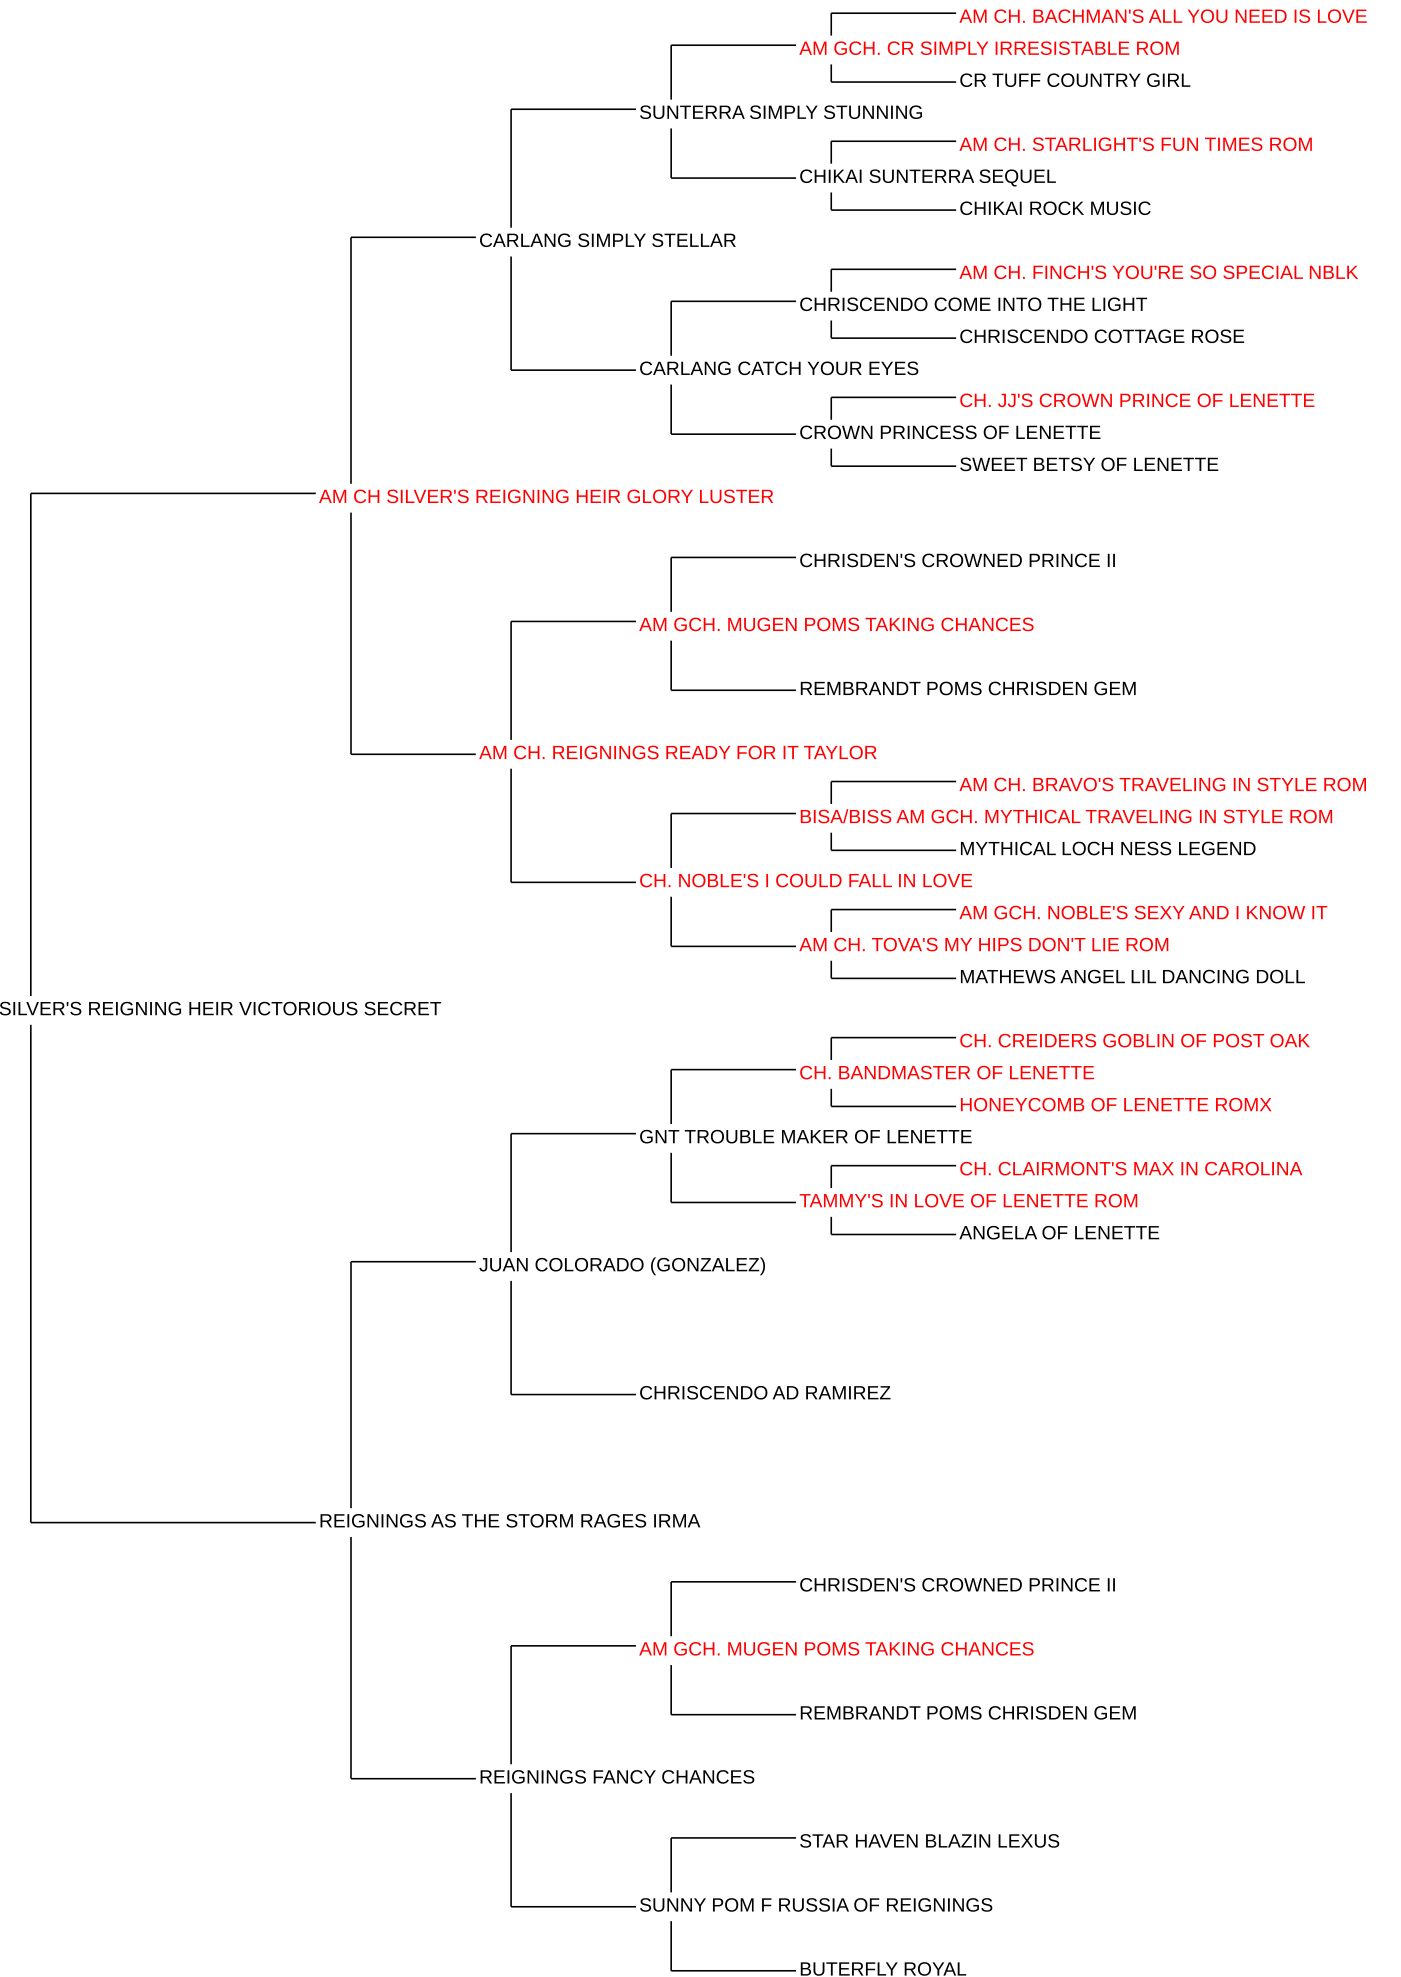 AM CH. BACHMAN'S ALL YOU NEED IS LOVE
AM GCH. CR SIMPLY IRRESISTABLE ROM
CR TUFF COUNTRY GIRL
SUNTERRA SIMPLY STUNNING
AM CH. STARLIGHT'S FUN TIMES ROM
CHIKAI SUNTERRA SEQUEL
CHIKAI ROCK MUSIC
CARLANG SIMPLY STELLAR
AM CH. FINCH'S YOU'RE SO SPECIAL NBLK
CHRISCENDO COME INTO THE LIGHT
CHRISCENDO COTTAGE ROSE
CARLANG CATCH YOUR EYES
CH. JJ'S CROWN PRINCE OF LENETTE
CROWN PRINCESS OF LENETTE
SWEET BETSY OF LENETTE
AM CH SILVER'S REIGNING HEIR GLORY LUSTER
CHRISDEN'S CROWNED PRINCE II
AM GCH. MUGEN POMS TAKING CHANCES
REMBRANDT POMS CHRISDEN GEM
AM CH. REIGNINGS READY FOR IT TAYLOR
AM CH. BRAVO'S TRAVELING IN STYLE ROM
BISA/BISS AM GCH. MYTHICAL TRAVELING IN STYLE ROM
MYTHICAL LOCH NESS LEGEND
CH. NOBLE'S I COULD FALL IN LOVE
AM GCH. NOBLE'S SEXY AND I KNOW IT
AM CH. TOVA'S MY HIPS DON'T LIE ROM
MATHEWS ANGEL LIL DANCING DOLL
SILVER'S REIGNING HEIR VICTORIOUS SECRET
CH. CREIDERS GOBLIN OF POST OAK
CH. BANDMASTER OF LENETTE
HONEYCOMB OF LENETTE ROMX
GNT TROUBLE MAKER OF LENETTE
CH. CLAIRMONT'S MAX IN CAROLINA
TAMMY'S IN LOVE OF LENETTE ROM
ANGELA OF LENETTE
JUAN COLORADO (GONZALEZ)
CHRISCENDO AD RAMIREZ
REIGNINGS AS THE STORM RAGES IRMA
CHRISDEN'S CROWNED PRINCE II
AM GCH. MUGEN POMS TAKING CHANCES
REMBRANDT POMS CHRISDEN GEM
REIGNINGS FANCY CHANCES
STAR HAVEN BLAZIN LEXUS
SUNNY POM F RUSSIA OF REIGNINGS
BUTERFLY ROYAL